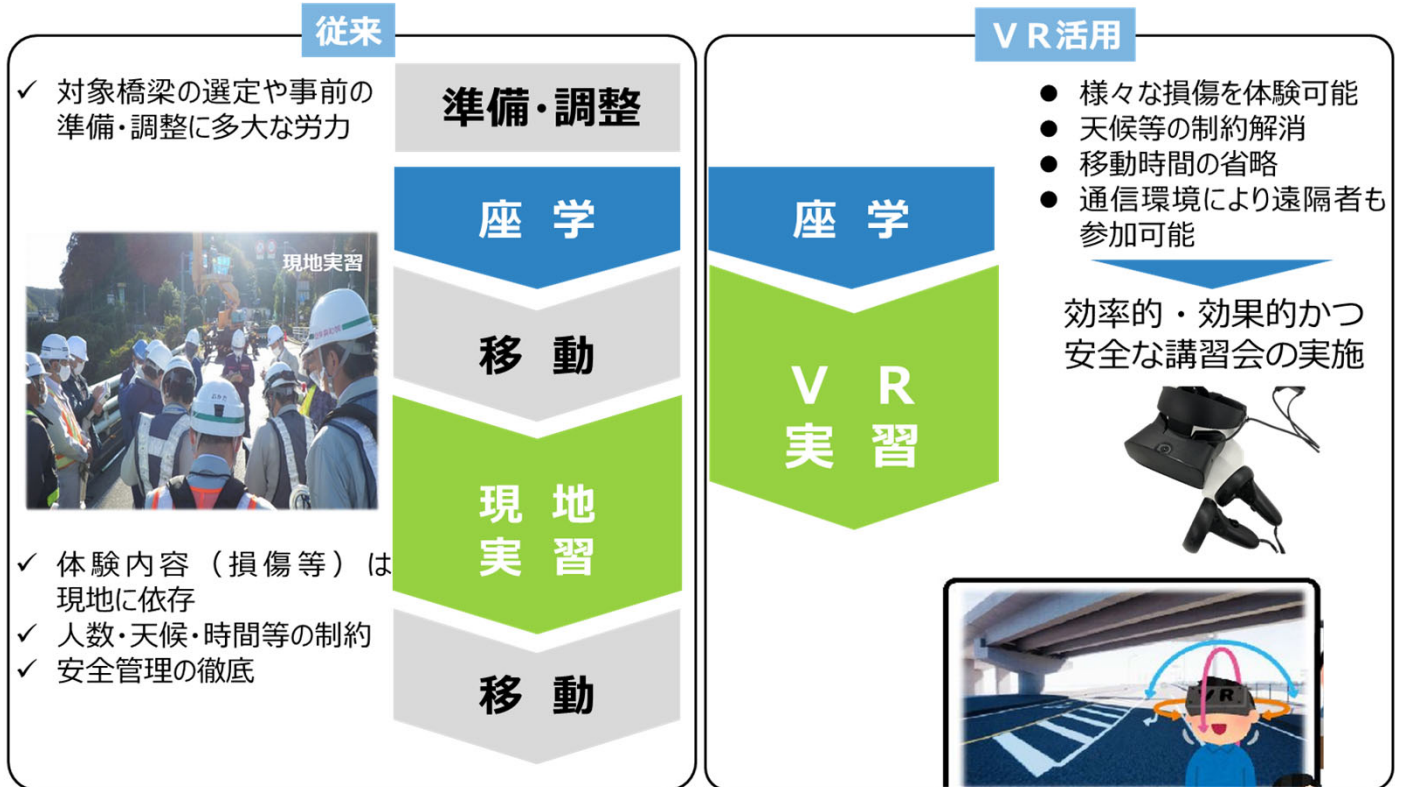 従来
✓ 対象橋梁の選定や事前の
準備・調整に多大な労力
現地実習
✓ 体験内容（損傷等）は
現地に依存
✓ 人数・天候・時間等の制約
✓ 安全管理の徹底
準備・調整
座 学
移 動
現 地
実 習
移 動
ＶＲ活用
座 学
Ｖ Ｒ
実 習
● 様々な損傷を体験可能
● 天候等の制約解消
● 移動時間の省略
● 通信環境により遠隔者も
参加可能
効率的・効果的かつ
安全な講習会の実施
VR